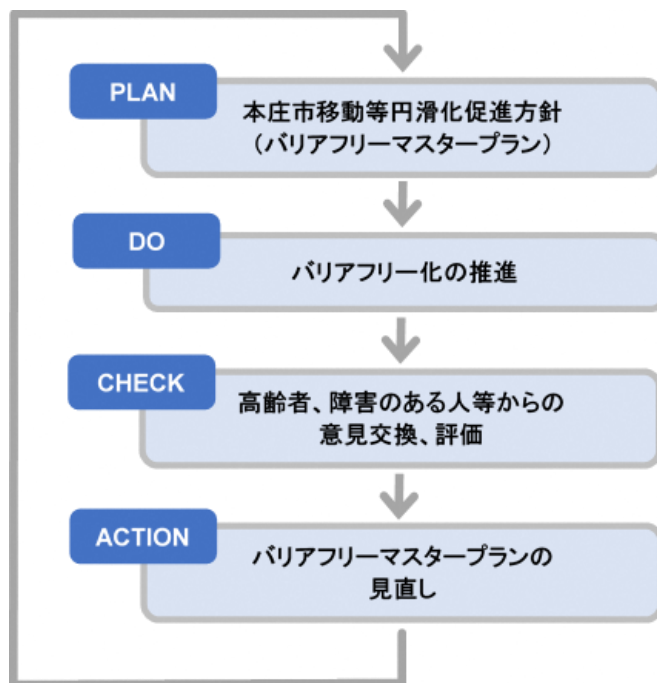 PLAN
本庄市移動等円滑化促進方針
（バリアフリーマスタープラン）
DO
バリアフリー化の推進
CHECK
高齢者、障害のある人等からの
意見交換、評価
ACTION
バリアフリーマスタープランの
見直し